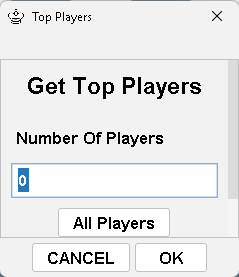 Top Players
Get Top Players
Number Of Players
0
All Players
CANCEL OK